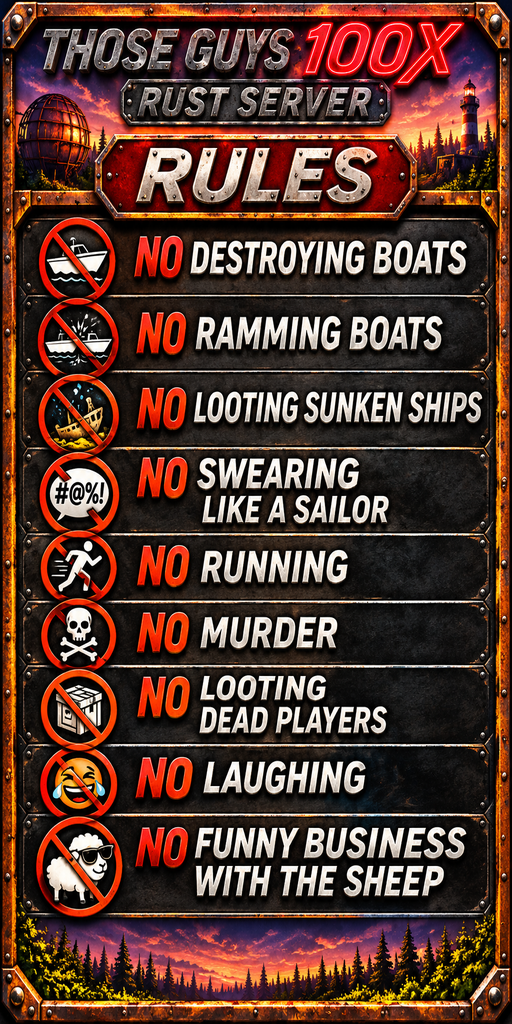 THOSE GUYS 100X
RUST SERVER
RULES
NO DESTROYING BOATS
NO RAMMING BOATS
NO LOOTING SUNKEN SHIPS
#@%!
NO SWEARING
LIKE A SAILOR
NO RUNNING
NO MURDER
NO LOOTING
DEAD PLAYERS
NO LAUGHING
NO FUNNY BUSINESS
WITH THE SHEEP